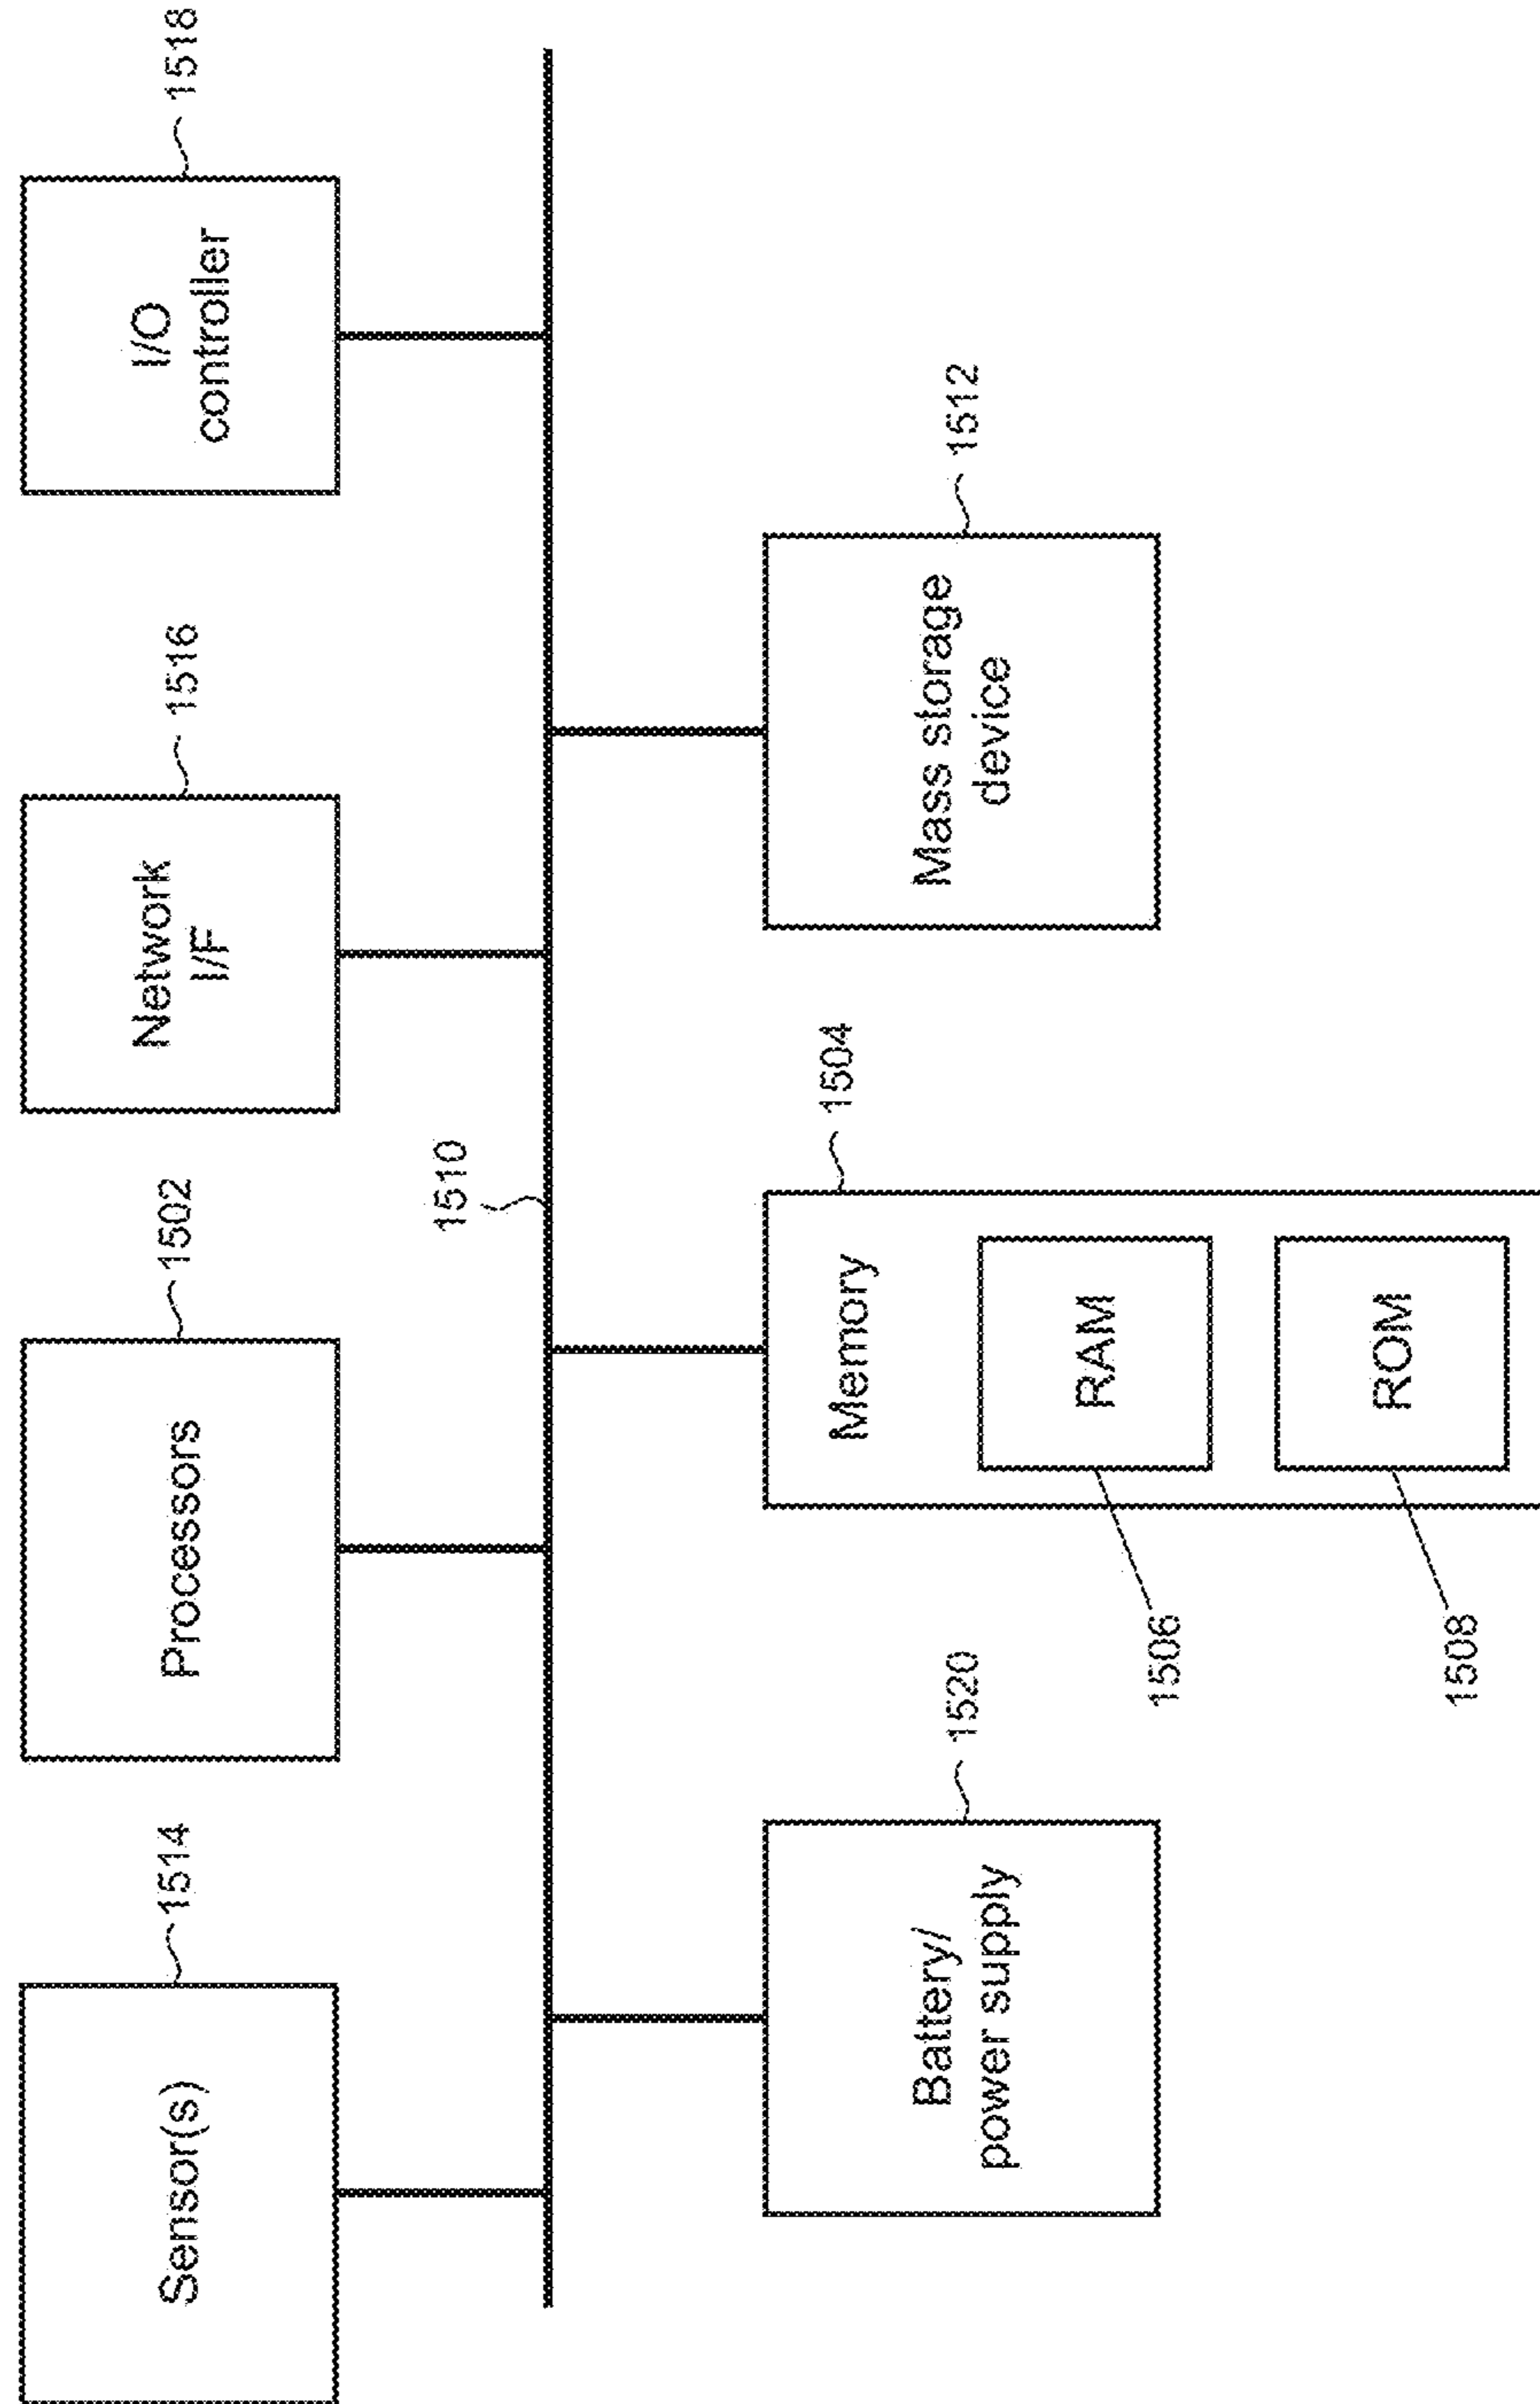 1514
1502
1516
1518
Sensor(s)
Processors
Network
I/F
I/O
controller
1510
1520
1504
1512
Battery/
power supply
Memory
Mass storage
device
1506
RAM
1508
ROM